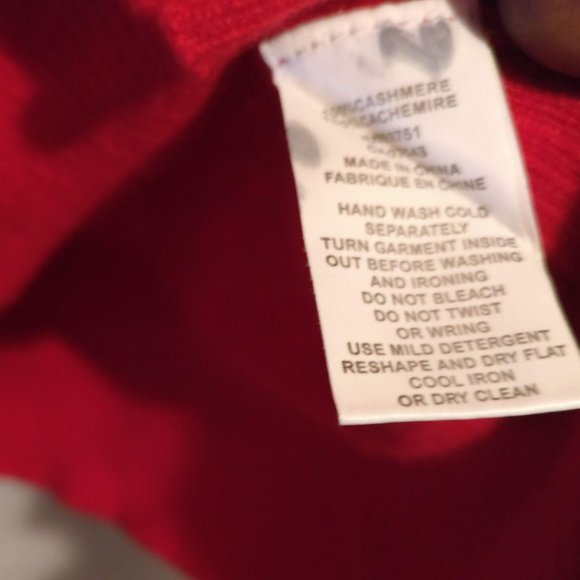 100%CASHMERE
CACHEMIRE
MADE IN CHINA
FABRIQUE EN CHINE
HAND WASH COLD
SEPARATELY
TURN GARMENT INSIDE
OUT BEFORE WASHING
AND IRONING
DO NOT BLEACH
DO NOT TWIST
OR WRING
USE MILD DETERGENT
RESHAPE AND DRY FLAT
COOL IRON
OR DRY CLEAN